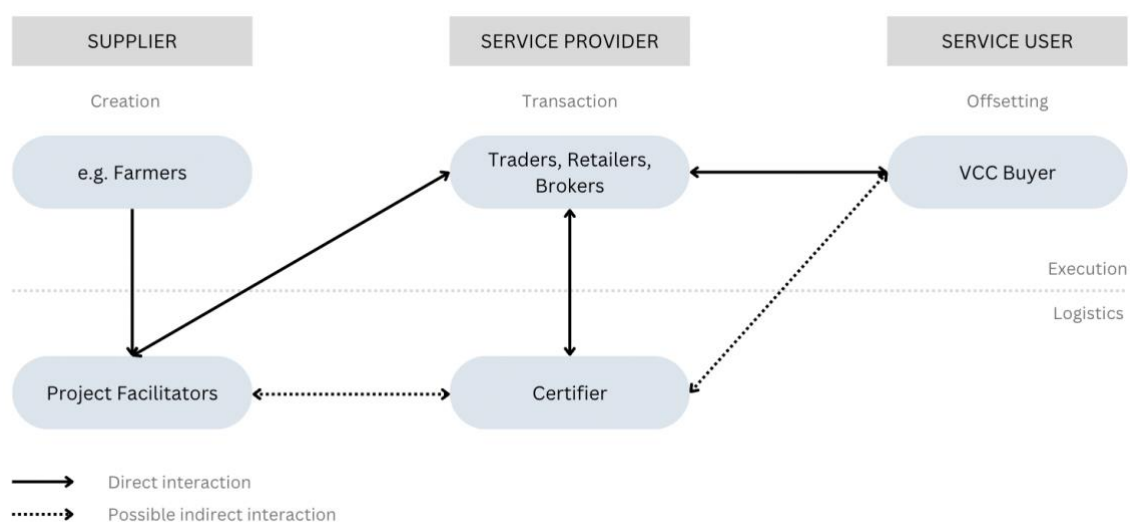 SUPPLIER
SERVICE PROVIDER
SERVICE USER
Creation
Transaction
Offsetting
e.g. Farmers
Traders, Retailers,
Brokers
VCC Buyer
Execution
Logistics
Project Facilitators
Certifier
Direct interaction
Possible indirect interaction